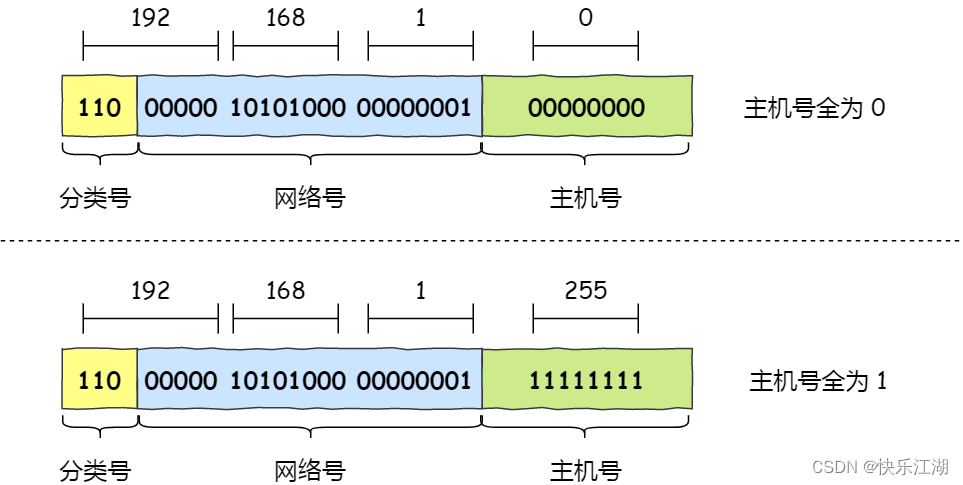 192 168 1 0
110 00000 10101000 00000001 00000000 主机号全为 0
分类号 网络号 主机号
192 168 1 255
110 00000 10101000 00000001 11111111 主机号全为 1
分类号 网络号 主机号
CSDN @快乐江湖